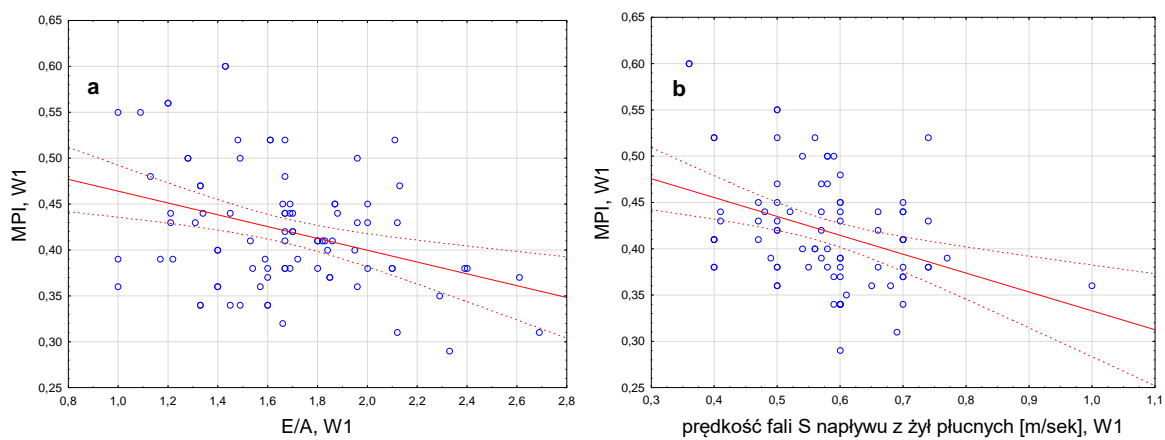 0,65
0,60
0,55
0,50
0,45
0,40
0,35
0,30
0,25
MPI, W1
a
0,8 1,0 1,2 1,4 1,6 1,8 2,0 2,2 2,4 2,6 2,8
E/A, W1
0,65
0,60
0,55
0,50
0,45
0,40
0,35
0,30
0,25
MPI, W1
b
0,3 0,4 0,5 0,6 0,7 0,8 0,9 1,0 1,1
prędkość fali S napływu z żył płucnych [m/sek], W1